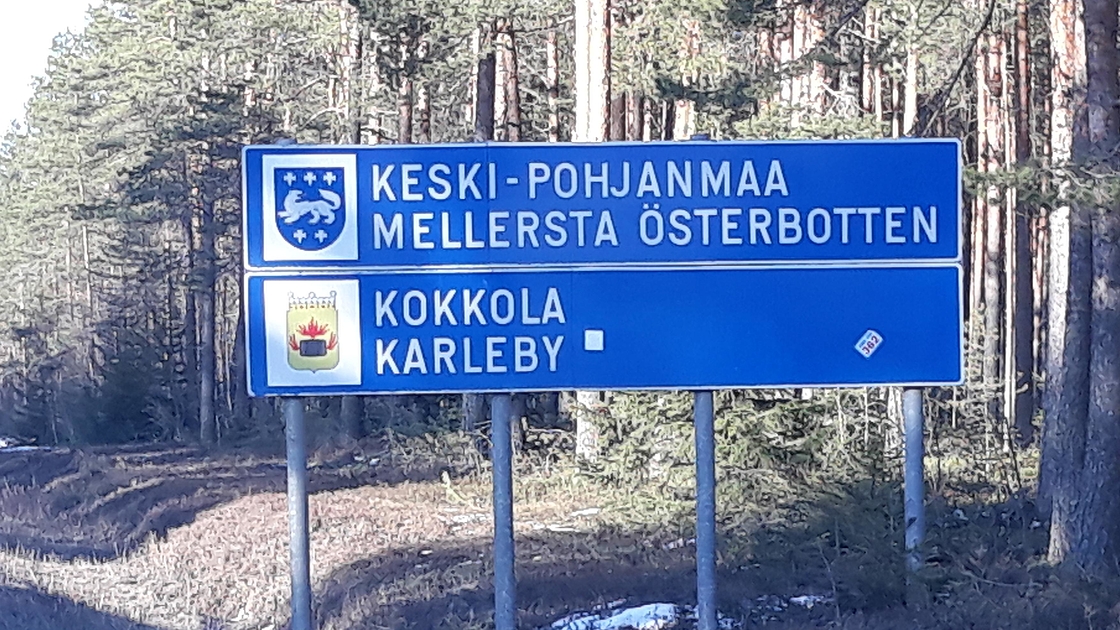 KESKI-POHJANMAA
MELLERSTA ÖSTERBOTTEN
KOKKOLA
KARLEBY